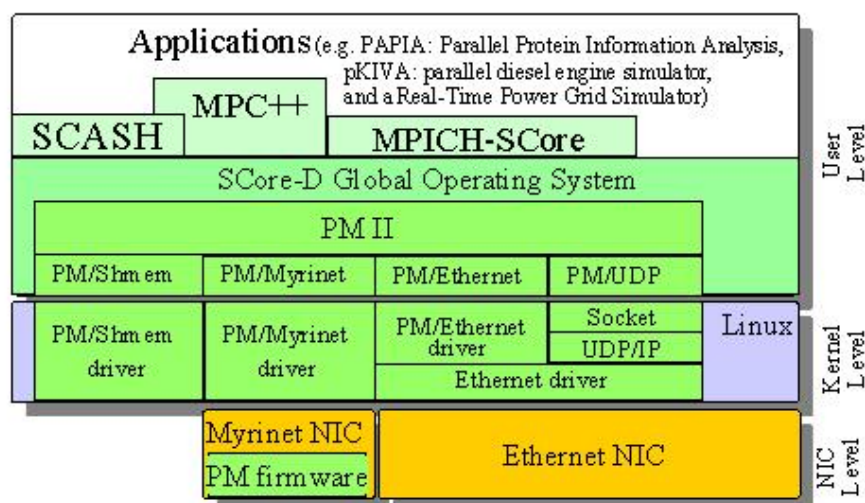 Applications (e.g. PAPIA: Parallel Protein Information Analysis,
pKIVA: parallel diesel engine simulator,
and a Real-Time Power Grid Simulator)
MPC++
SCASH
MPICH-SCore
SCore-D Global Operating System
PM II
PM/Shmem
PM/Myrinet
PM/Ethernet
PM/UDP
User
Level
PM/Shmem
driver
PM/Myrinet
driver
PM/Ethernet
driver
Socket
UDP/IP
Ethernet driver
Linux
Kernel
Level
Myrinet NIC
PM firmware
Ethernet NIC
NIC
Level